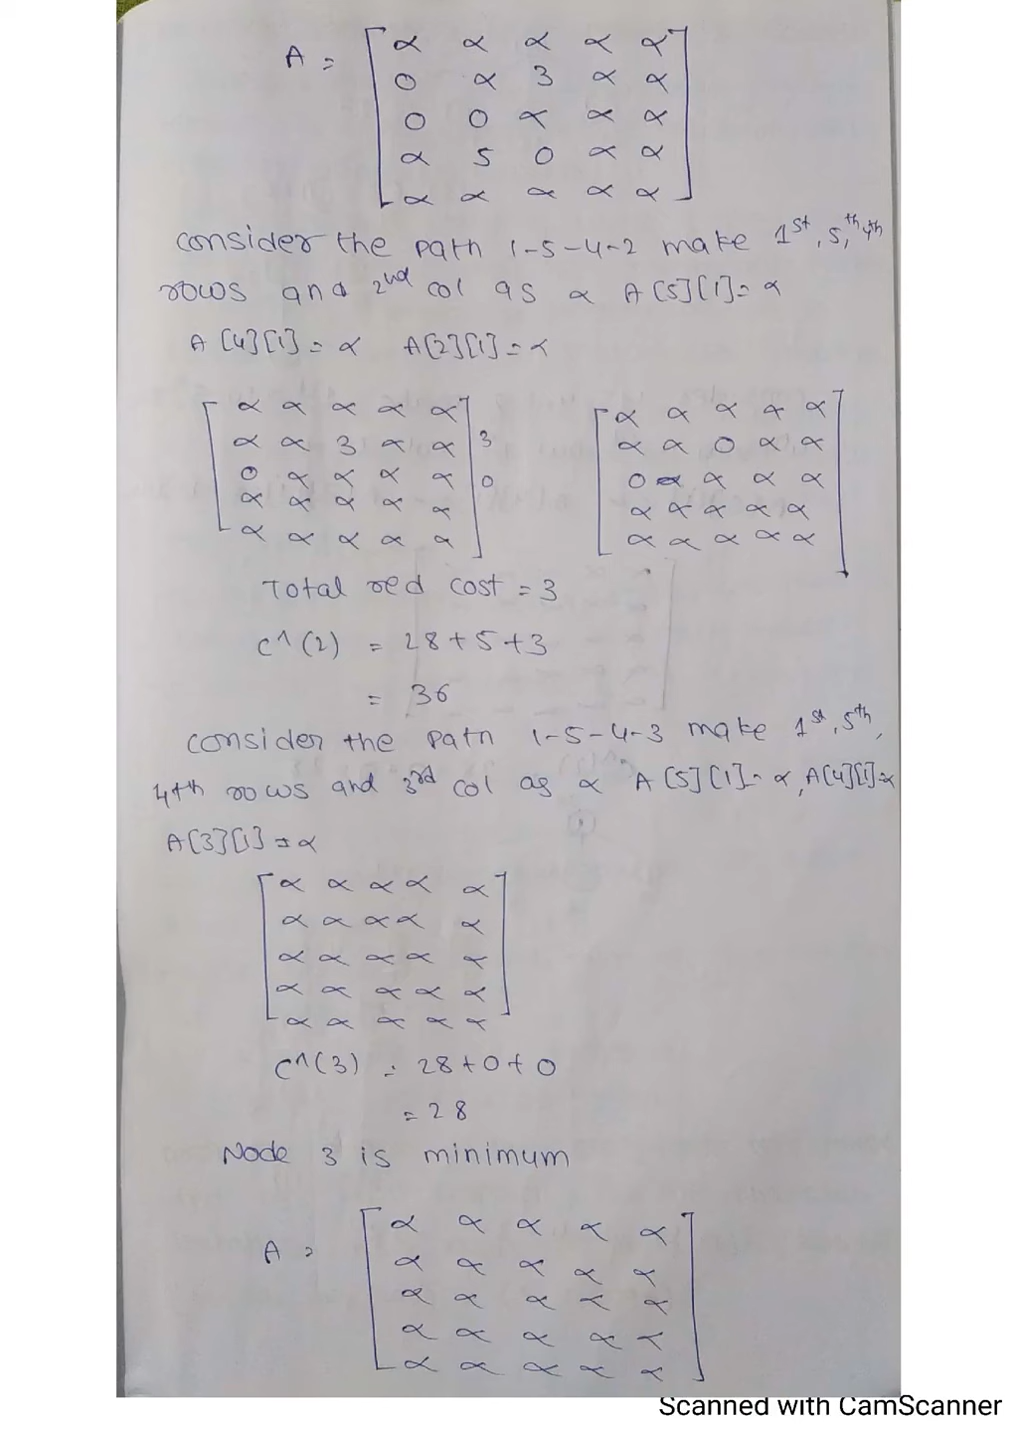 A = [ α α α α α
0 α 3 α α
0 0 α α α
α 5 0 α α
α α α α α ]
consider the path 1-5-4-2 make 1st, 5,th 4th
rows and 2nd col as α A[5][1]= α
A[4][1] = α A[2][1] = α
[ α α α α α ] [ α α α α α ]
α α 3 α α 3 α α 0 α α
0 α α α α 0 0 α α α α
α α α α α α α α α α
α α α α α α α α α α
Total red cost = 3
c^(2) = 28+5+3
= 36
consider the path 1-5-4-3 make 1st, 5th,
4th rows and 3rd col as α A[5][1]= α, A[4][1]=α
A[3][1] = α
[ α α α α α
α α α α α
α α α α α
α α α α α
α α α α α ]
c^(3) = 28+0+0
= 28
Node 3 is minimum
A = [ α α α α α
α α α α α
α α α α α
α α α α α
α α α α α ]
Scanned with CamScanner